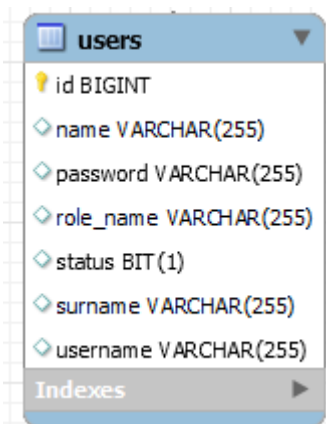 users
id BIGINT
name VARCHAR(255)
password VARCHAR(255)
role_name VARCHAR(255)
status BIT(1)
surname VARCHAR(255)
username VARCHAR(255)
Indexes